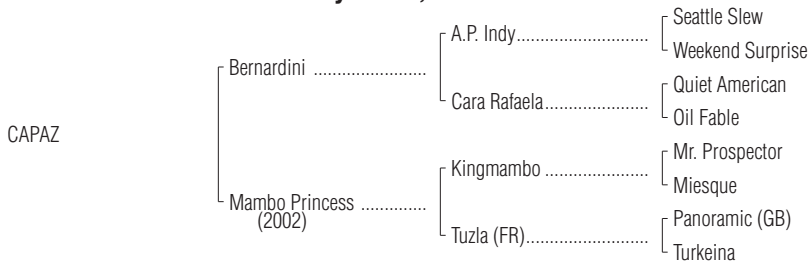 Seattle Slew
A.P. Indy
Weekend Surprise
Bernardini
Quiet American
Cara Rafaela
Oil Fable
CAPAZ
Mr. Prospector
Kingmambo
Miesque
Mambo Princess
(2002)
Panoramic (GB)
Tuzla (FR)
Turkeina